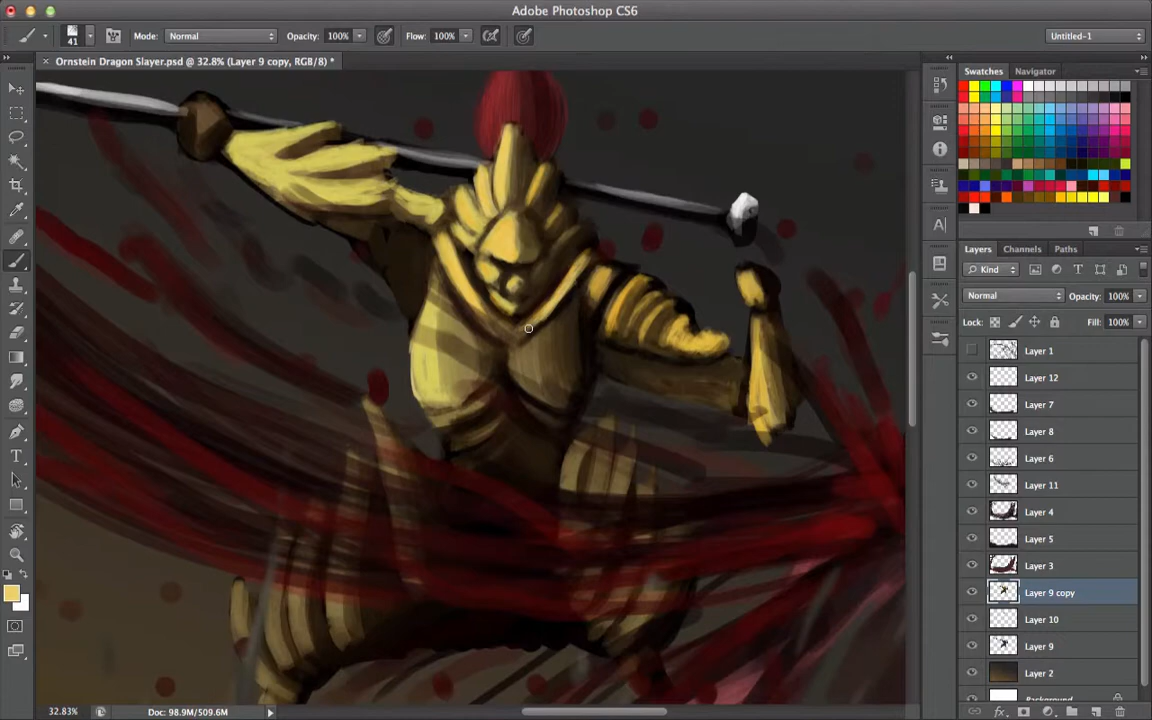 Adobe Photoshop CS6
41
Mode: Normal
Opacity: 100%
Flow: 100%
Untitled-1
Ornstein Dragon Slayer.psd @ 32.8% (Layer 9 copy, RGB/8) *
Swatches Navigator
Layers Channels Paths
Kind
Normal
Opacity: 100%
Lock:
Fill: 100%
Layer 1
Layer 12
Layer 7
Layer 8
Layer 6
Layer 11
Layer 4
Layer 5
Layer 3
Layer 9 copy
Layer 10
Layer 9
Layer 2
Background
32.83%
Doc: 98.9M/509.6M